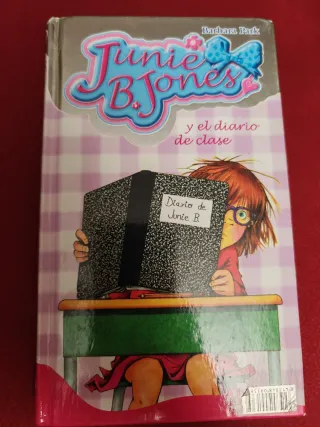 Barbara Park
Junie
B. Jones
y el diario
de clase
Diario de
Junie B.